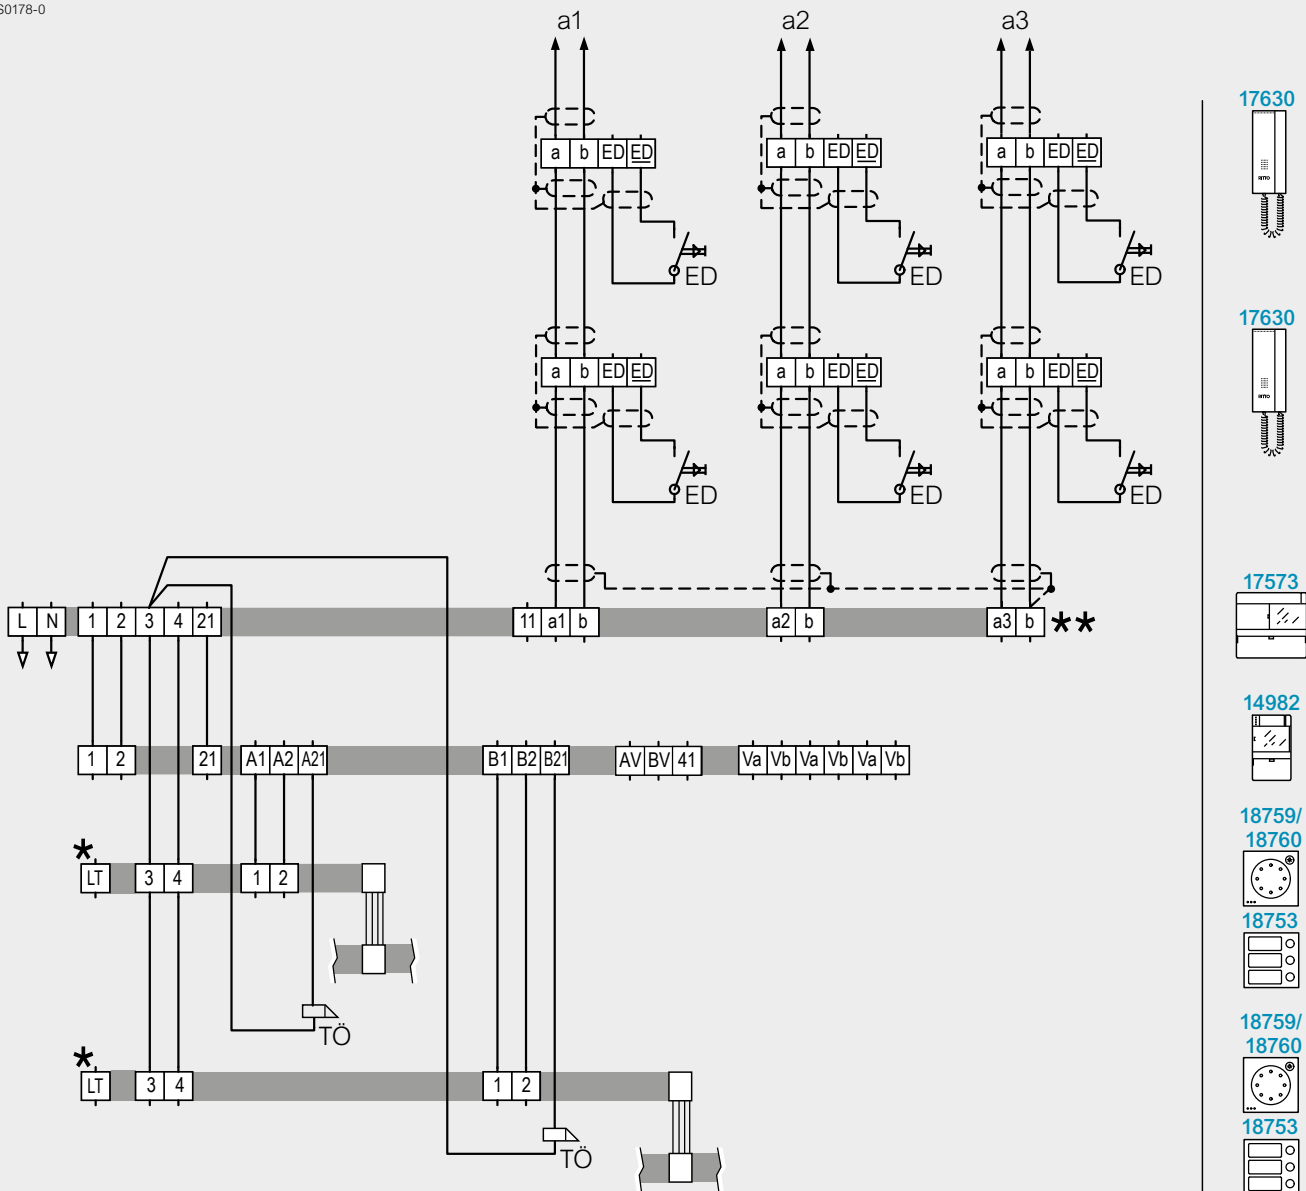 S0178-0
a1 a2 a3
17630
a b ED ED a b ED ED a b ED ED
ED ED ED
17630
a b ED ED a b ED ED a b ED ED
ED ED ED
17573
L N 1 2 3 4 21 11 a1 b a2 b a3 b **
14982
1 2 21 A1 A2 A21 B1 B2 B21 AV BV 41 Va Vb Va Vb Va Vb
18759/
18760
*
LT 3 4 1 2
18753
TÖ
18759/
18760
*
LT 3 4 1 2
18753
TÖ